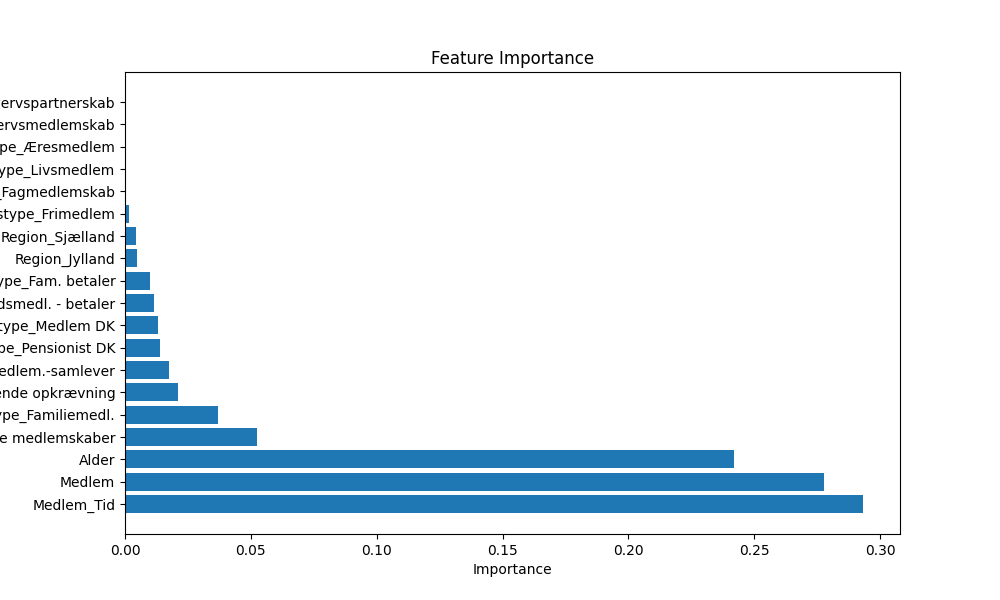 Feature Importance
ervspartnerskab
ervsmedlemskab
pe_Æresmedlem
ype_Livsmedlem
_Fagmedlemskab
stype_Frimedlem
Region_Sjælland
Region_Jylland
ype_Fam. betaler
dsmedl. - betaler
type_Medlem DK
pe_Pensionist DK
edlem.-samlever
ende opkrævning
ype_Familiemedl.
e medlemskaber
Alder
Medlem
Medlem_Tid
0.00 0.05 0.10 0.15 0.20 0.25 0.30
Importance